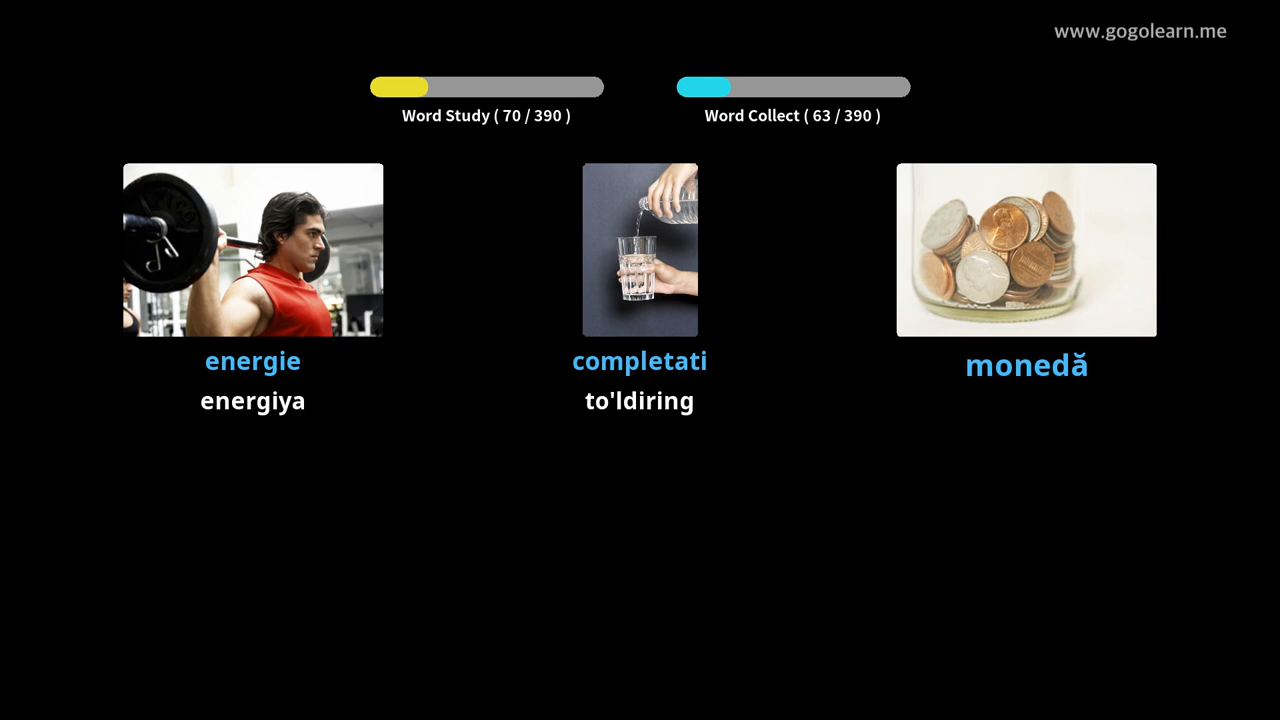 www.gogolearn.me
Word Study ( 70 / 390 )
Word Collect ( 63 / 390 )
energie
energiya
completati
to'ldiring
monedă